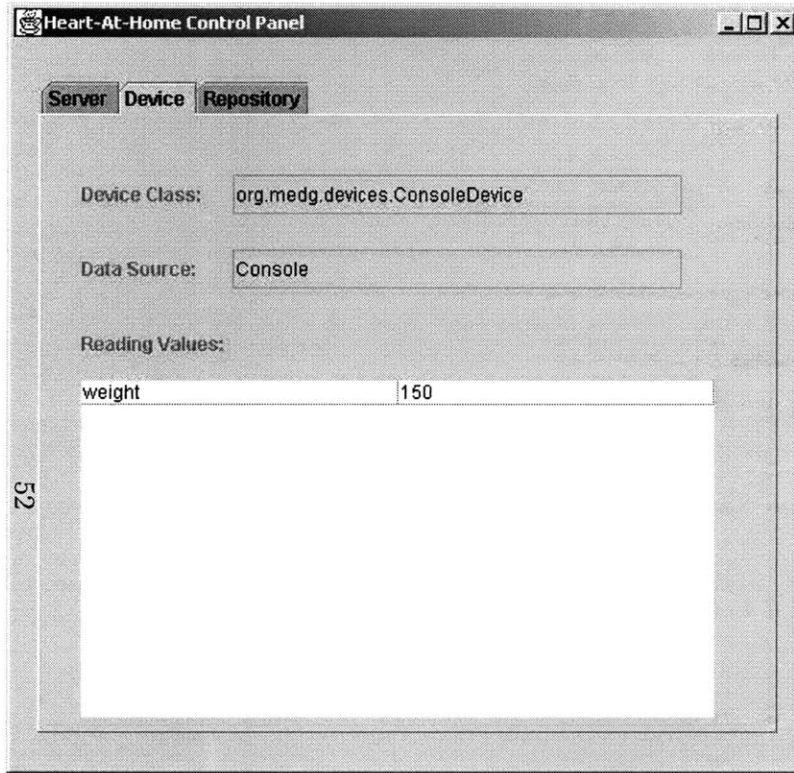 Heart-At-Home Control Panel
Server Device Repository
Device Class: org.medg.devices.ConsoleDevice
Data Source: Console
Reading Values:
weight 150
52